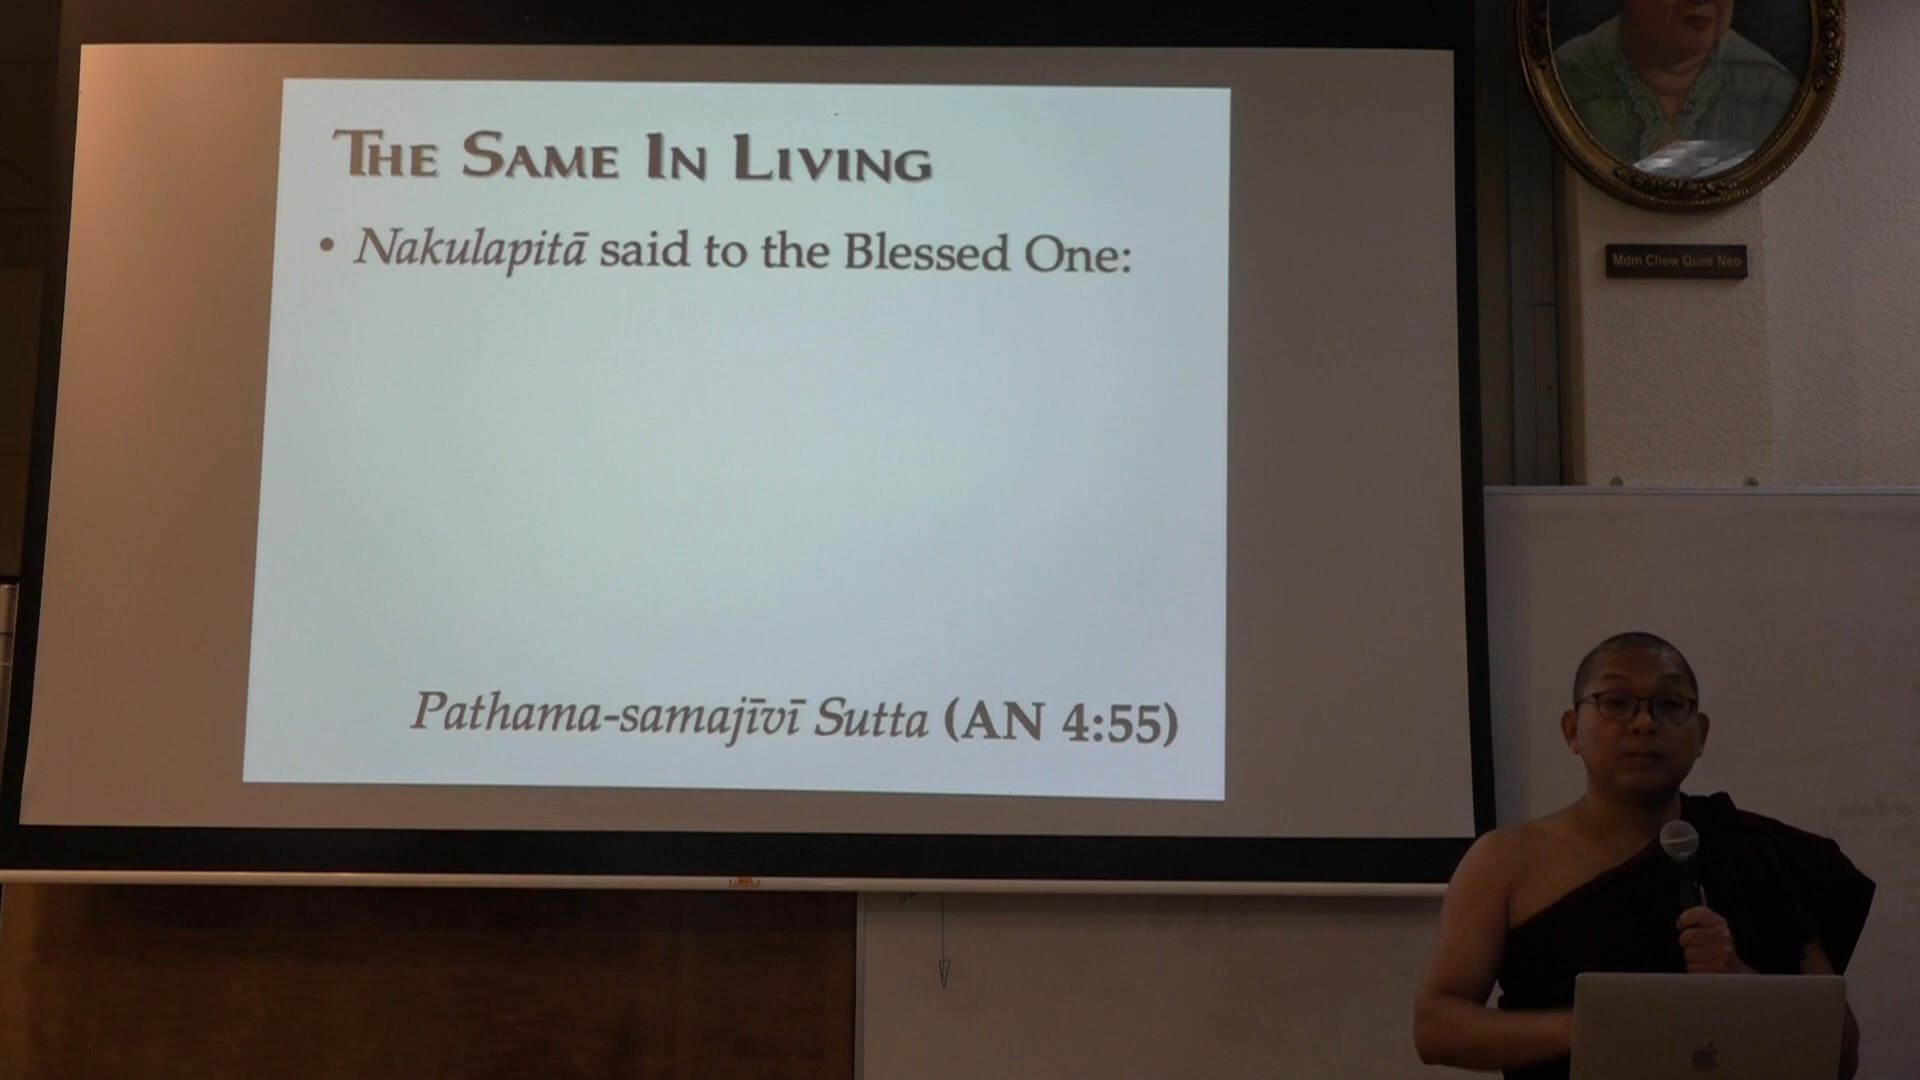 THE SAME IN LIVING
• Nakulapitā said to the Blessed One:
Pathama-samajīvī Sutta (AN 4:55)
Mdm Chew Quee Neo